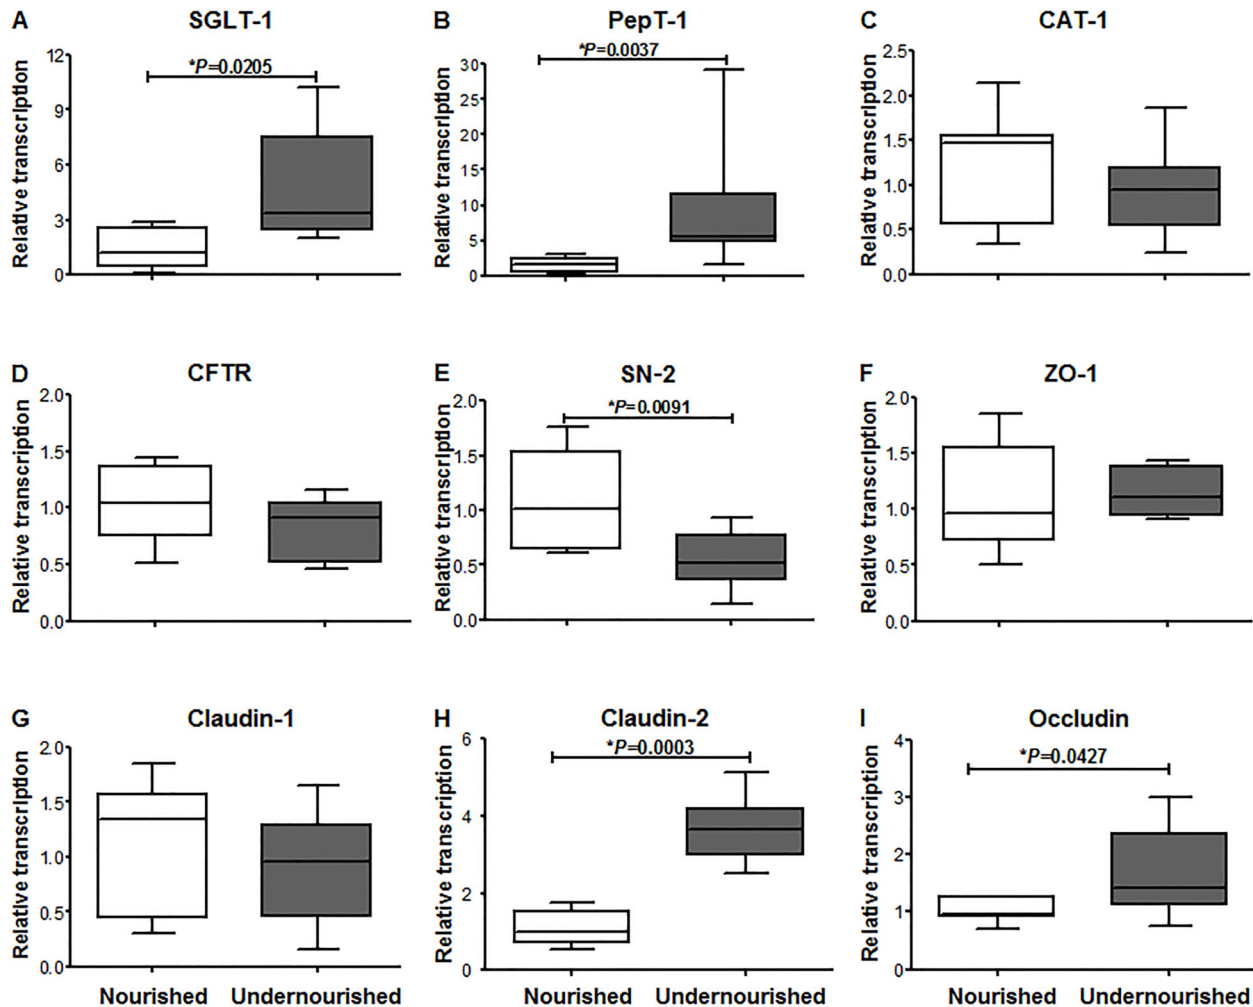 A SGLT-1
12
9
6
3
0
Relative transcription
*P=0.0205
B PepT-1
30
25
20
15
10
5
0
Relative transcription
*P=0.0037
C CAT-1
2.5
2.0
1.5
1.0
0.5
0.0
Relative transcription
D CFTR
2.0
1.5
1.0
0.5
0.0
Relative transcription
E SN-2
2.0
1.5
1.0
0.5
0.0
Relative transcription
*P=0.0091
F ZO-1
2.0
1.5
1.0
0.5
0.0
Relative transcription
G Claudin-1
2.0
1.5
1.0
0.5
0.0
Relative transcription
Nourished Undernourished
H Claudin-2
6
4
2
0
Relative transcription
*P=0.0003
Nourished Undernourished
I Occludin
4
3
2
1
0
Relative transcription
*P=0.0427
Nourished Undernourished